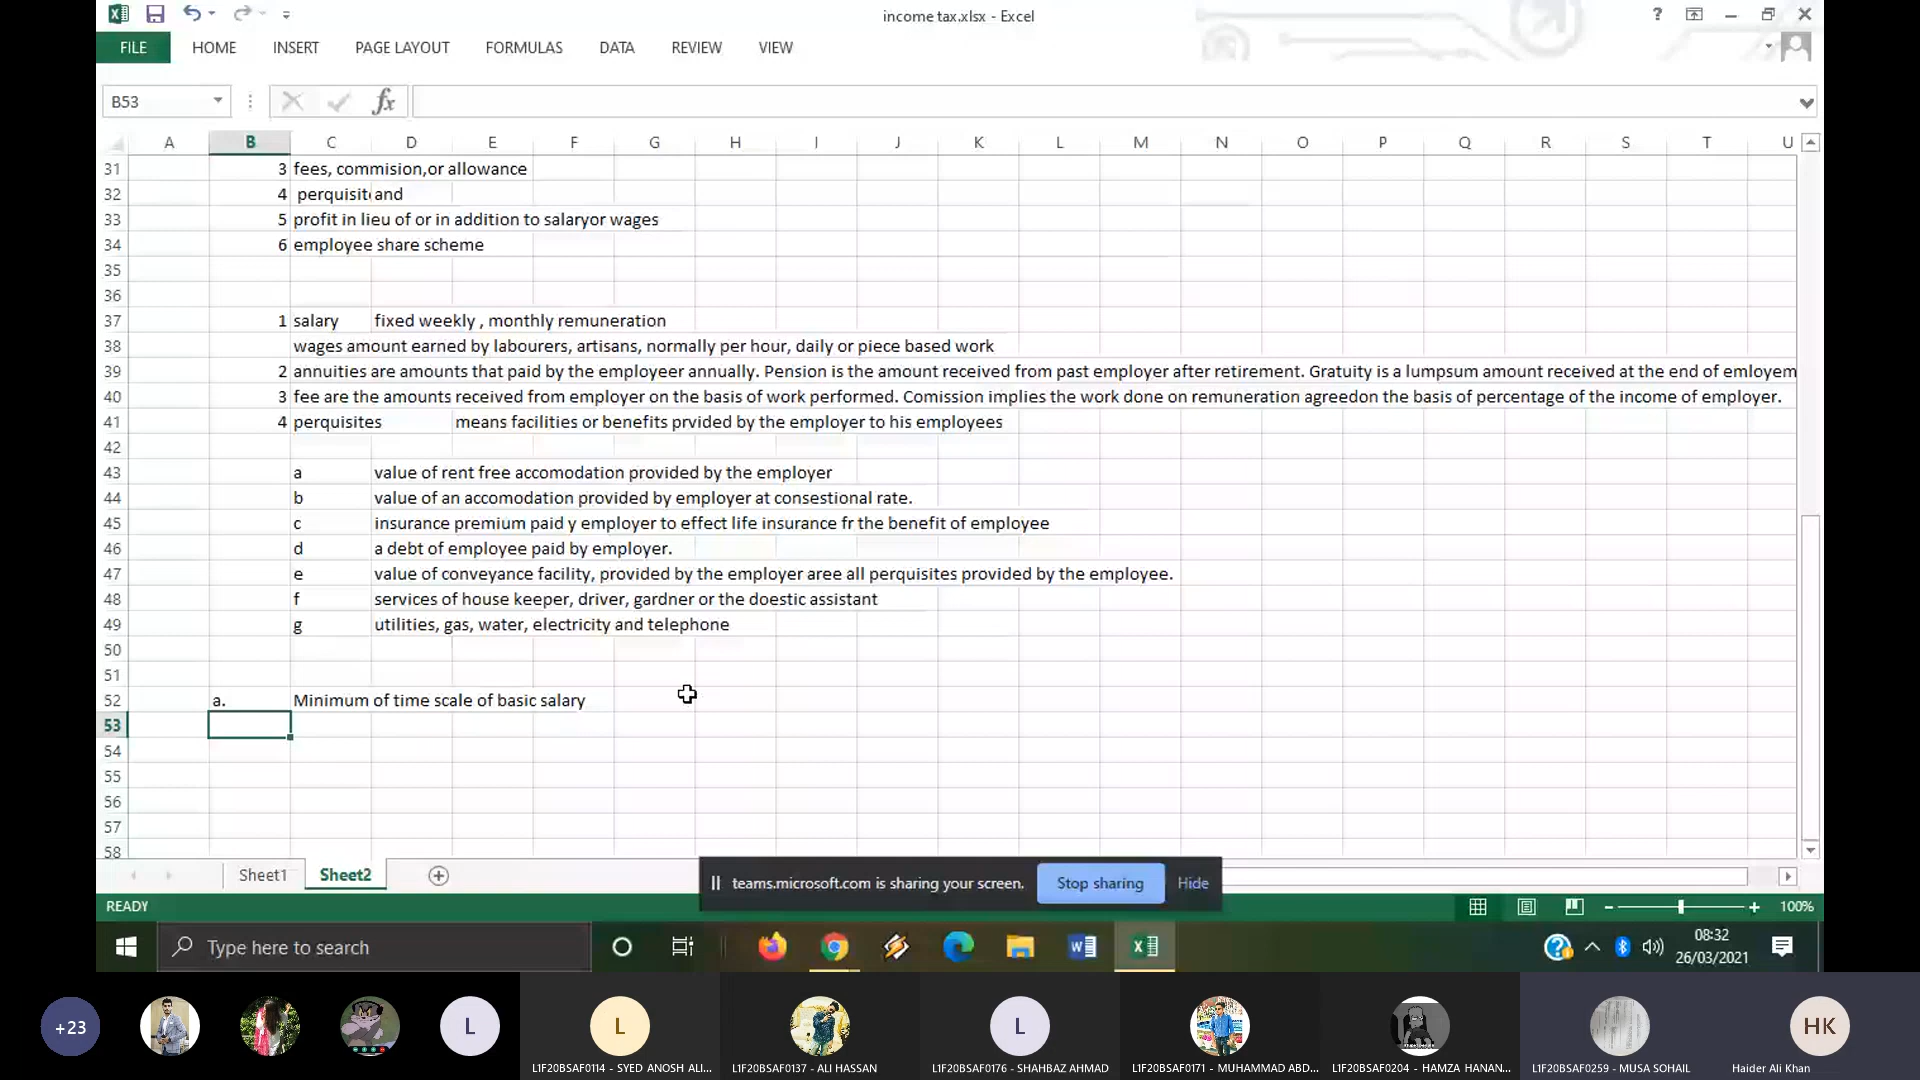 income tax.xlsx - Excel
?
FILE HOME INSERT PAGE LAYOUT FORMULAS DATA REVIEW VIEW
B53 fx
A B C D E F G H I J K L M N O P Q R S T U
31 3 fees, commision,or allowance
32 4 perquisit and
33 5 profit in lieu of or in addition to salaryor wages
34 6 employee share scheme
35
36
37 1 salary fixed weekly , monthly remuneration
38 wages amount earned by labourers, artisans, normally per hour, daily or piece based work
39 2 annuities are amounts that paid by the employeer annually. Pension is the amount received from past employer after retirement. Gratuity is a lumpsum amount received at the end of emloyem
40 3 fee are the amounts received from employer on the basis of work performed. Comission implies the work done on remuneration agreedon the basis of percentage of the income of employer.
41 4 perquisites means facilities or benefits prvided by the employer to his employees
42
43 a value of rent free accomodation provided by the employer
44 b value of an accomodation provided by employer at consestional rate.
45 c insurance premium paid y employer to effect life insurance fr the benefit of employee
46 d a debt of employee paid by employer.
47 e value of conveyance facility, provided by the employer aree all perquisites provided by the employee.
48 f services of house keeper, driver, gardner or the doestic assistant
49 g utilities, gas, water, electricity and telephone
50
51
52 a. Minimum of time scale of basic salary
53
54
55
56
57
58
Sheet1 Sheet2
teams.microsoft.com is sharing your screen. Stop sharing Hide
READY 100%
Type here to search
08:32
26/03/2021
+23 L L L HK
L1F20BSAF0114 - SYED ANOSH ALI... L1F20BSAF0137 - ALI HASSAN L1F20BSAF0176 - SHAHBAZ AHMAD L1F20BSAF0171 - MUHAMMAD ABD... L1F20BSAF0204 - HAMZA HANAN... L1F20BSAF0259 - MUSA SOHAIL Haider Ali Khan